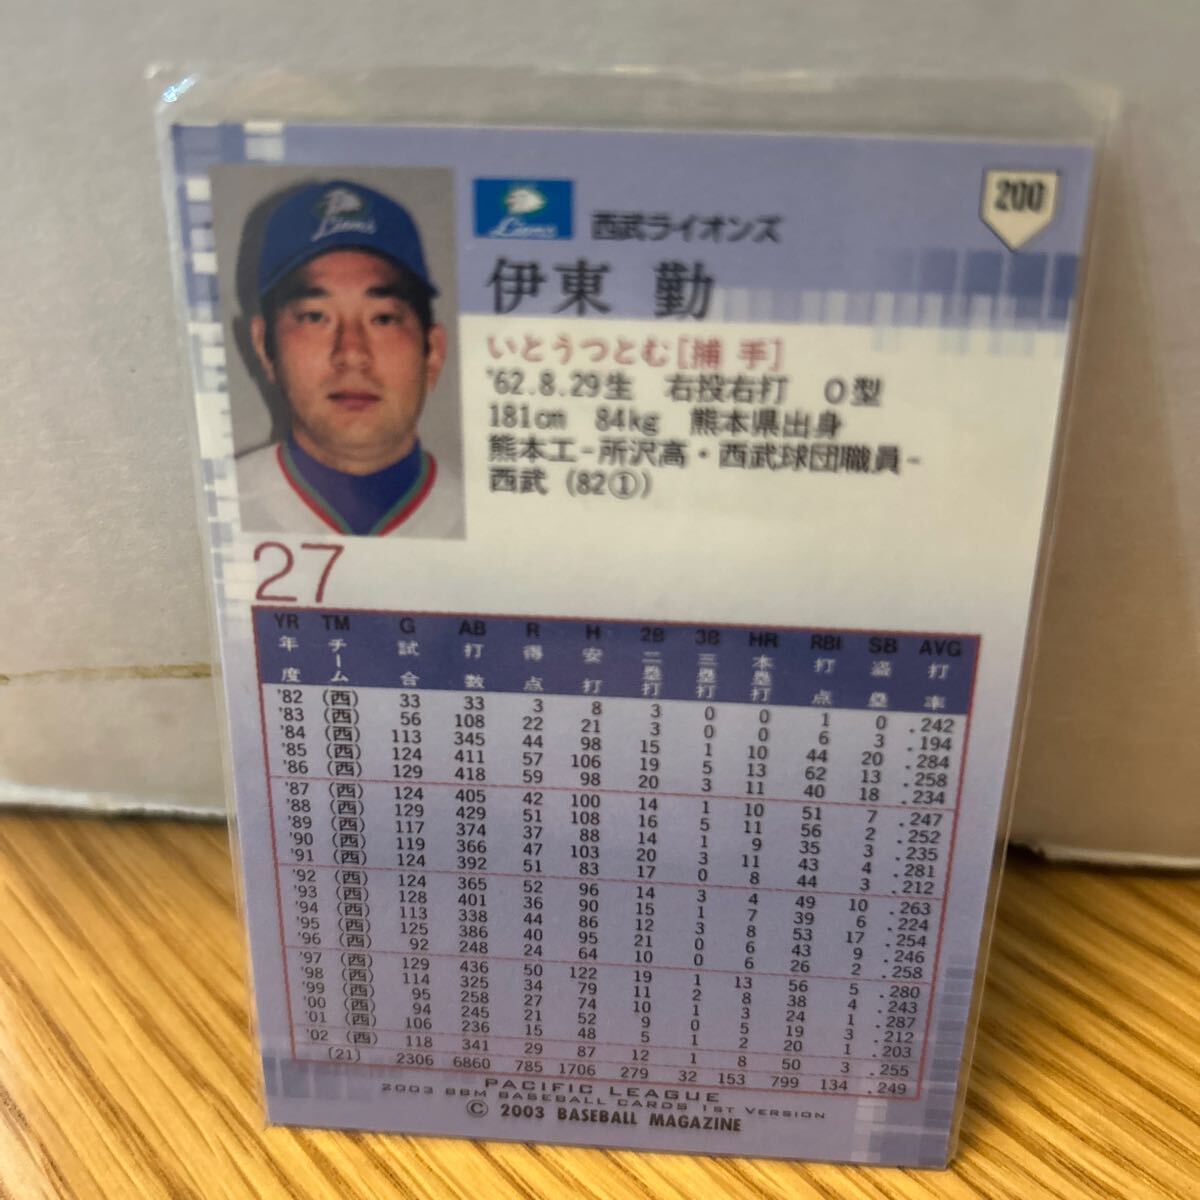 200
Lions
西武ライオンズ
伊東 勤
いとうつとむ[捕 手]
'62.8.29生 右投右打 O型
181cm 84kg 熊本県出身
熊本工-所沢高・西武球団職員-
西武 (82①)
27
YR TM G AB R H 2B 3B HR RBI SB AVG
年度 チーム 試合 打数 得点 安打 二塁打 三塁打 本塁打 打点 盗塁 打率
'82 (西) 33 33 3 8 3 0 0 1 0 .242
'83 (西) 56 108 22 21 3 0 0 6 3 .194
'84 (西) 113 345 44 98 15 1 10 44 20 .284
'85 (西) 124 411 57 106 19 5 13 62 13 .258
'86 (西) 129 418 59 98 20 3 11 40 18 .234
'87 (西) 124 405 42 100 14 1 10 51 7 .247
'88 (西) 129 429 51 108 16 5 11 56 2 .252
'89 (西) 117 374 37 88 14 1 9 35 3 .235
'90 (西) 119 366 47 103 20 3 11 43 4 .281
'91 (西) 124 392 51 83 17 0 8 44 3 .212
'92 (西) 124 365 52 96 14 3 4 49 10 .263
'93 (西) 128 401 36 90 15 1 7 39 6 .224
'94 (西) 113 338 44 86 12 3 8 53 17 .254
'95 (西) 125 386 40 95 21 0 6 43 9 .246
'96 (西) 92 248 24 64 10 0 6 26 2 .258
'97 (西) 129 436 50 122 19 1 13 56 5 .280
'98 (西) 114 325 34 79 11 2 8 38 4 .243
'99 (西) 95 258 27 74 10 1 3 24 1 .287
'00 (西) 94 245 21 52 9 0 5 19 3 .212
'01 (西) 106 236 15 48 5 1 2 20 1 .203
'02 (西) 118 341 29 87 12 1 8 50 3 .255
(21) 2306 6860 785 1706 279 32 153 799 134 .249
PACIFIC LEAGUE
2003 BBM BASEBALL CARDS 1ST VERSION
© 2003 BASEBALL MAGAZINE